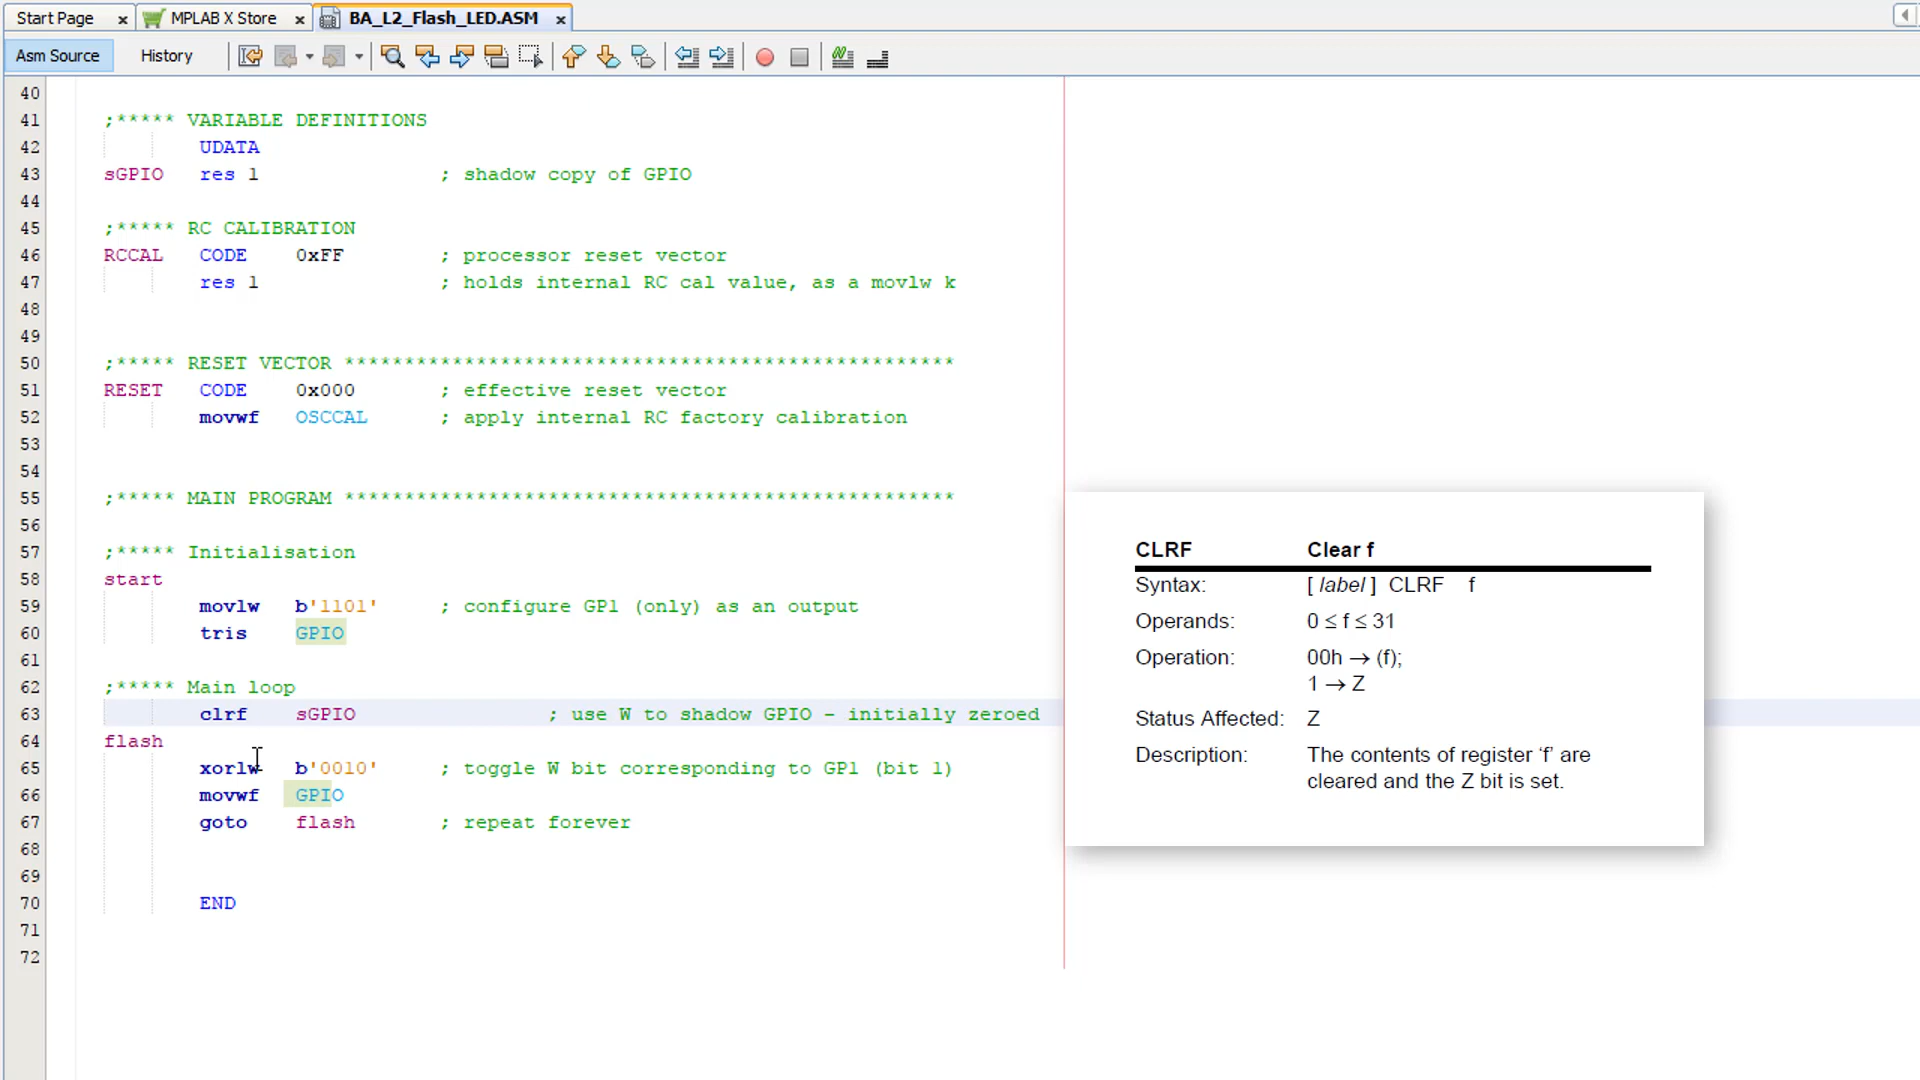 Start Page x MPLAB X Store x BA_L2_Flash_LED.ASM x
Asm Source History
40
41 ;***** VARIABLE DEFINITIONS
42 UDATA
43 sGPIO res 1 ; shadow copy of GPIO
44
45 ;***** RC CALIBRATION
46 RCCAL CODE 0xFF ; processor reset vector
47 res 1 ; holds internal RC cal value, as a movlw k
48
49
50 ;***** RESET VECTOR ***************************************************
51 RESET CODE 0x000 ; effective reset vector
52 movwf OSCCAL ; apply internal RC factory calibration
53
54
55 ;***** MAIN PROGRAM ***************************************************
56
57 ;***** Initialisation
58 start
59 movlw b'1101' ; configure GP1 (only) as an output
60 tris GPIO
61
62 ;***** Main loop
63 clrf sGPIO ; use W to shadow GPIO - initially zeroed
64 flash
65 xorlw b'0010' ; toggle W bit corresponding to GP1 (bit 1)
66 movwf GPIO
67 goto flash ; repeat forever
68
69
70 END
71
72
CLRF Clear f
Syntax: [ label ] CLRF f
Operands: 0 ≤ f ≤ 31
Operation: 00h → (f);
1 → Z
Status Affected: Z
Description: The contents of register ‘f’ are
cleared and the Z bit is set.